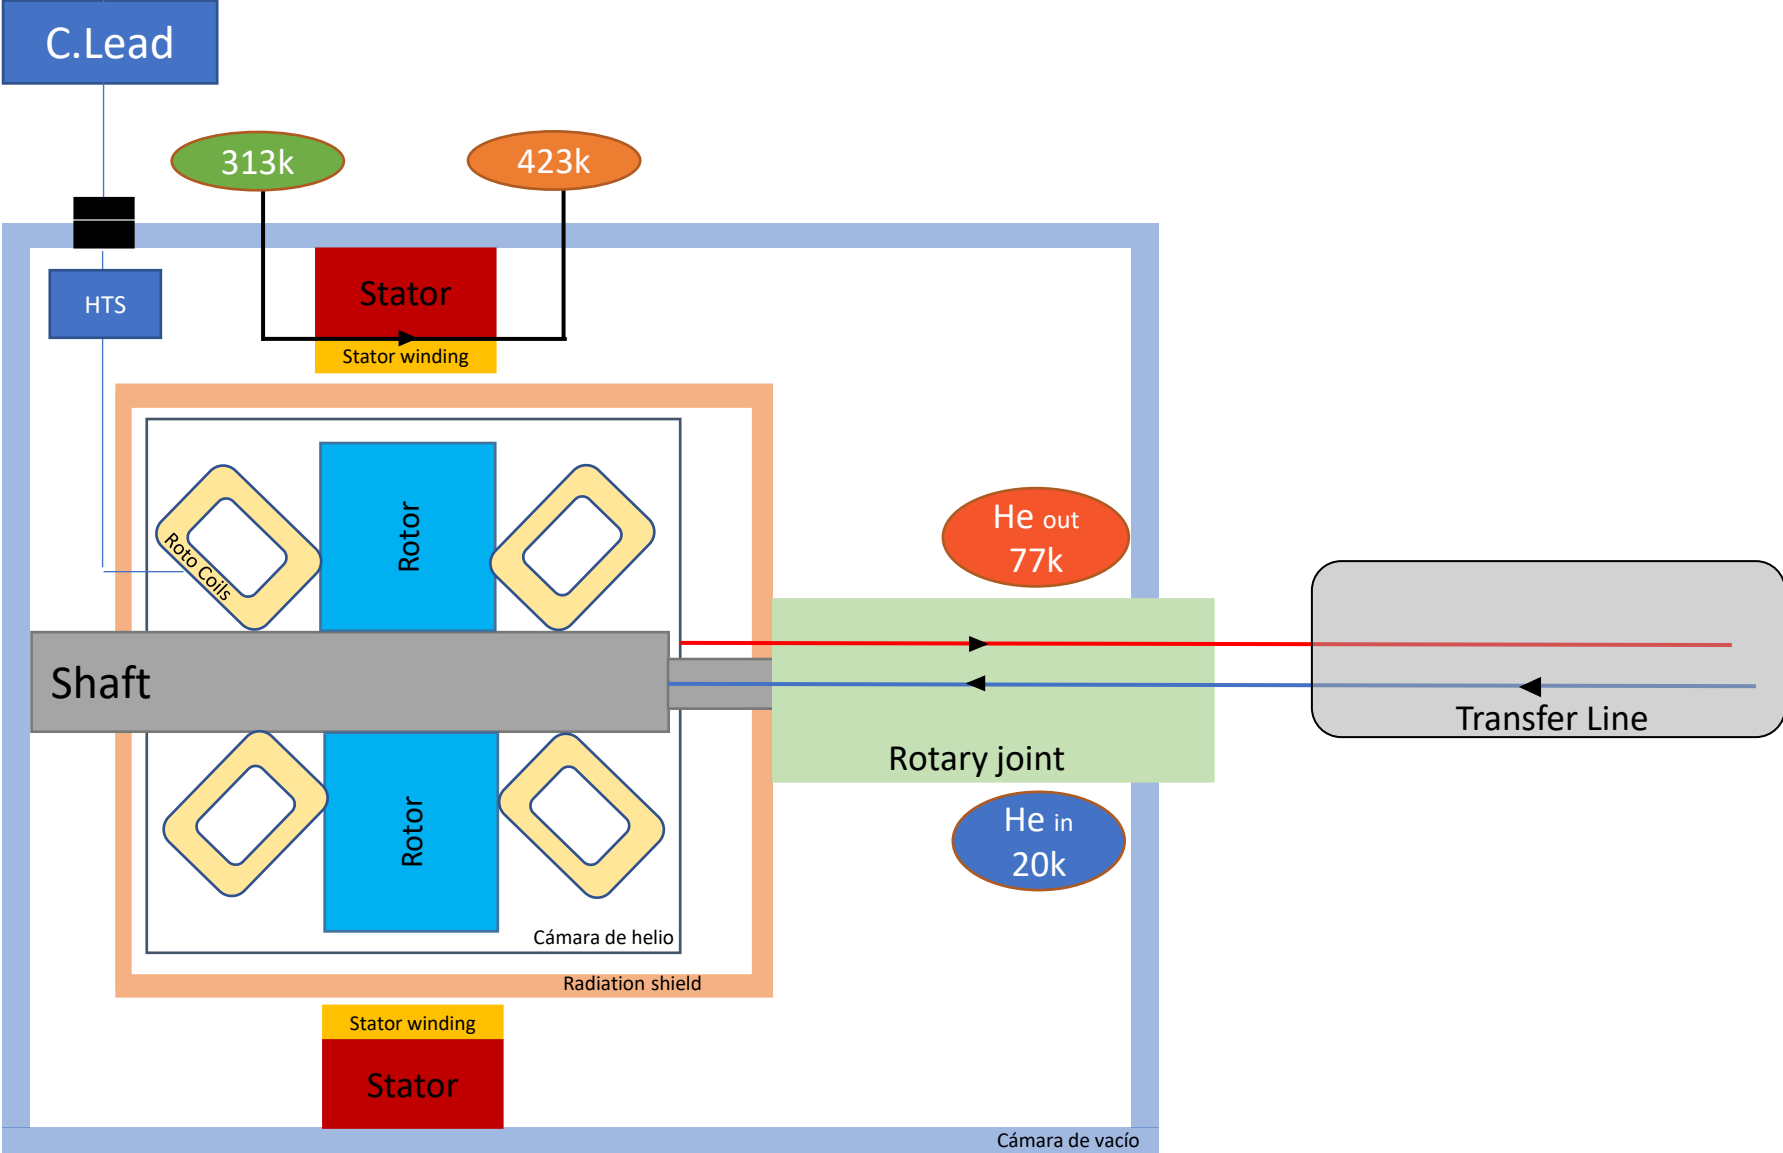 C.Lead
313k
423k
HTS
Stator
Stator winding
Rotor
Roto Coils
He out
77k
Shaft
Transfer Line
Rotary joint
Rotor
He in
20k
Cámara de helio
Radiation shield
Stator winding
Stator
Cámara de vacío